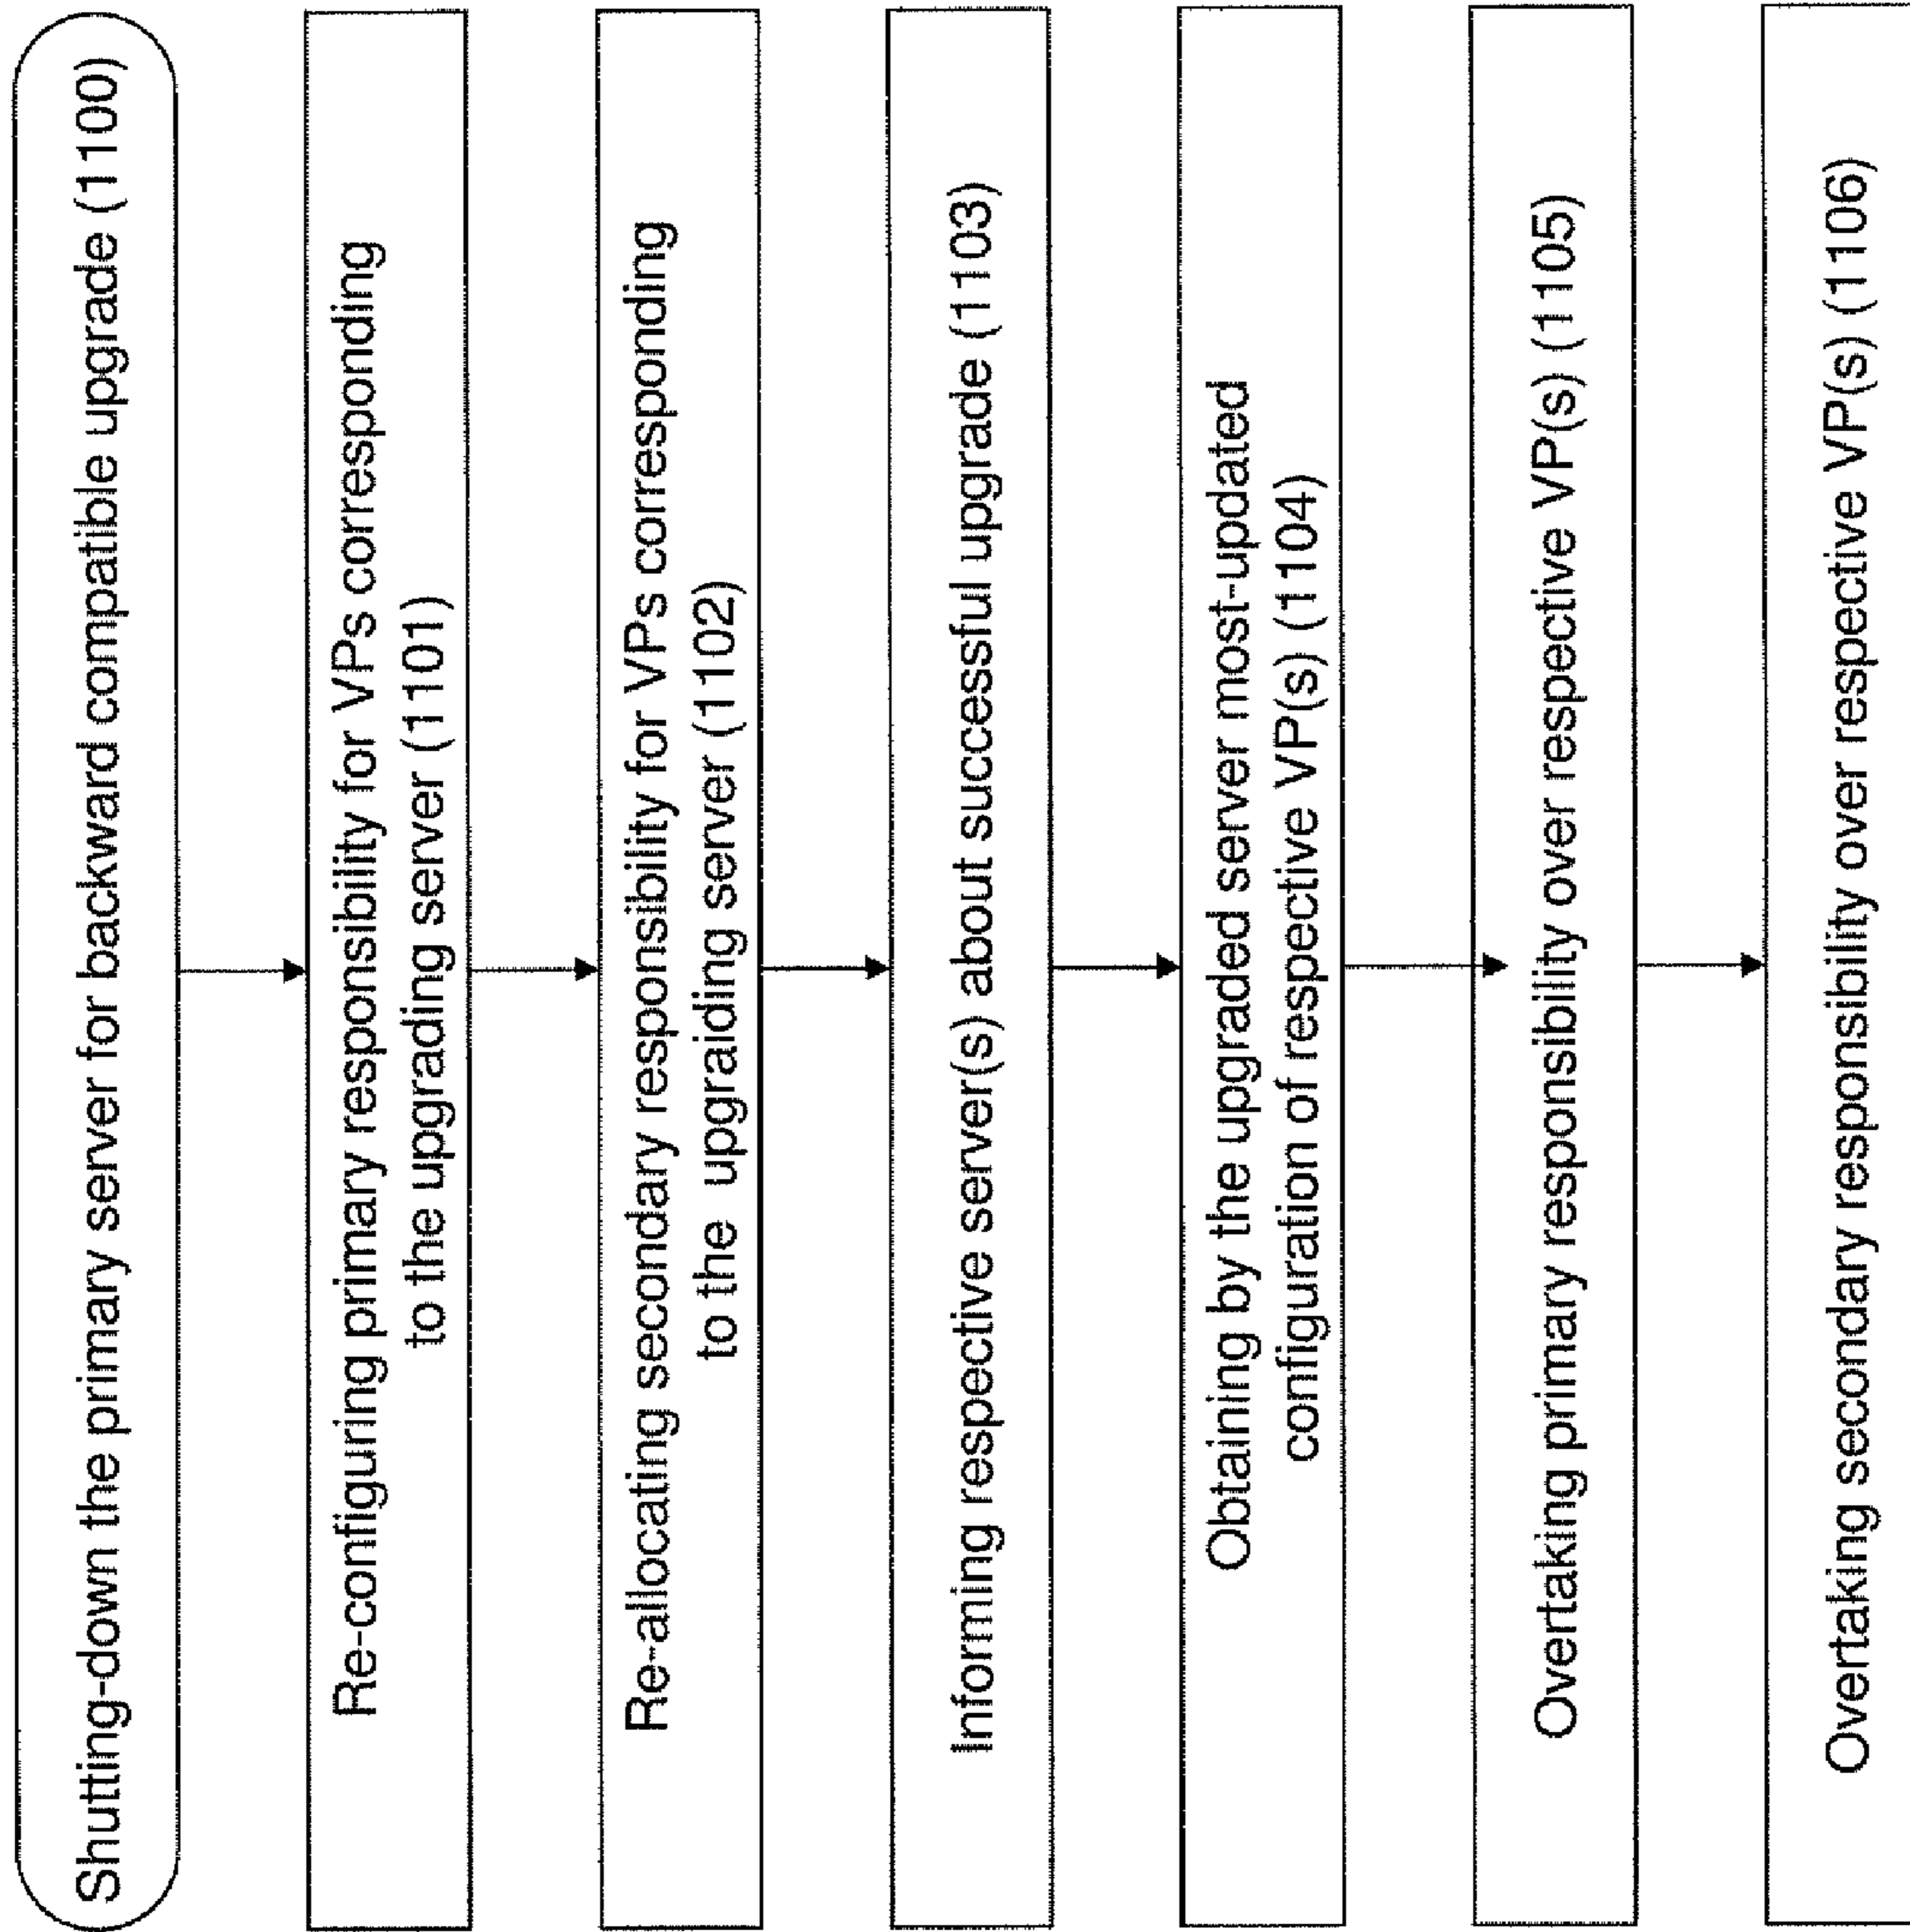 Shutting-down the primary server for backward compatible upgrade (1100)
Re-configuring primary responsibility for VPs corresponding
to the upgrading server (1101)
Re-allocating secondary responsibility for VPs corresponding
to the upgraiding server (1102)
Informing respective server(s) about successful upgrade (1103)
Obtaining by the upgraded server most-updated
configuration of respective VP(s) (1104)
Overtaking primary responsibility over respective VP(s) (1105)
Overtaking secondary responsibility over respective VP(s) (1106)